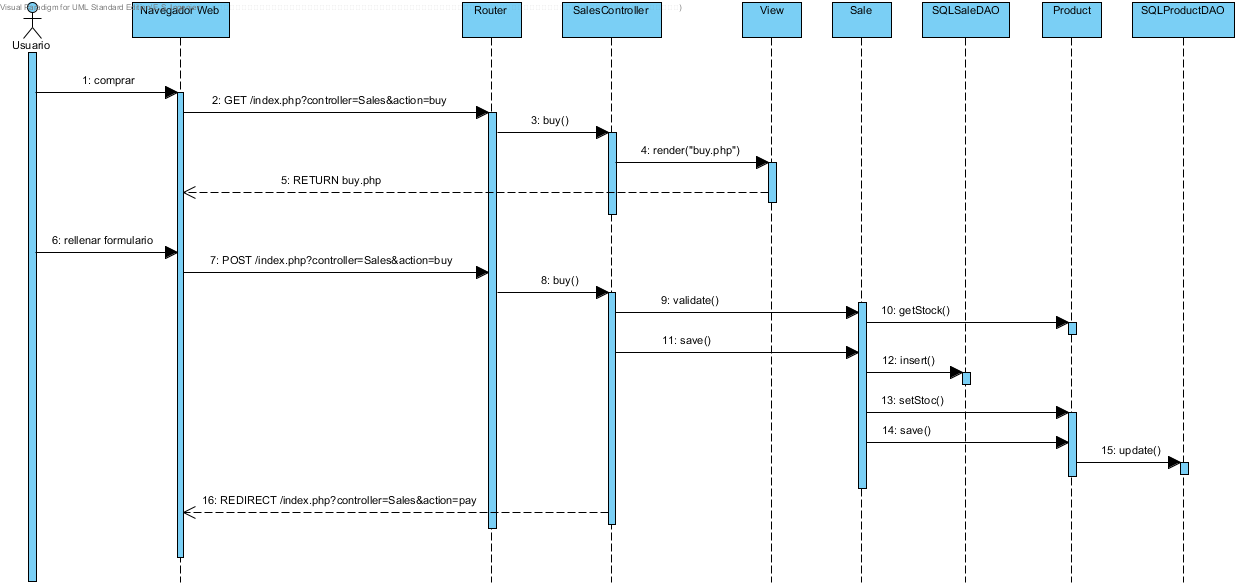 Visual Paradigm for UML Standard
Usuario
Navegador Web
Router
SalesController
View
Sale
SQLSaleDAO
Product
SQLProductDAO
1: comprar
2: GET /index.php?controller=Sales&action=buy
3: buy()
4: render("buy.php")
5: RETURN buy.php
6: rellenar formulario
7: POST /index.php?controller=Sales&action=buy
8: buy()
9: validate()
10: getStock()
11: save()
12: insert()
13: setStoc()
14: save()
15: update()
16: REDIRECT /index.php?controller=Sales&action=pay